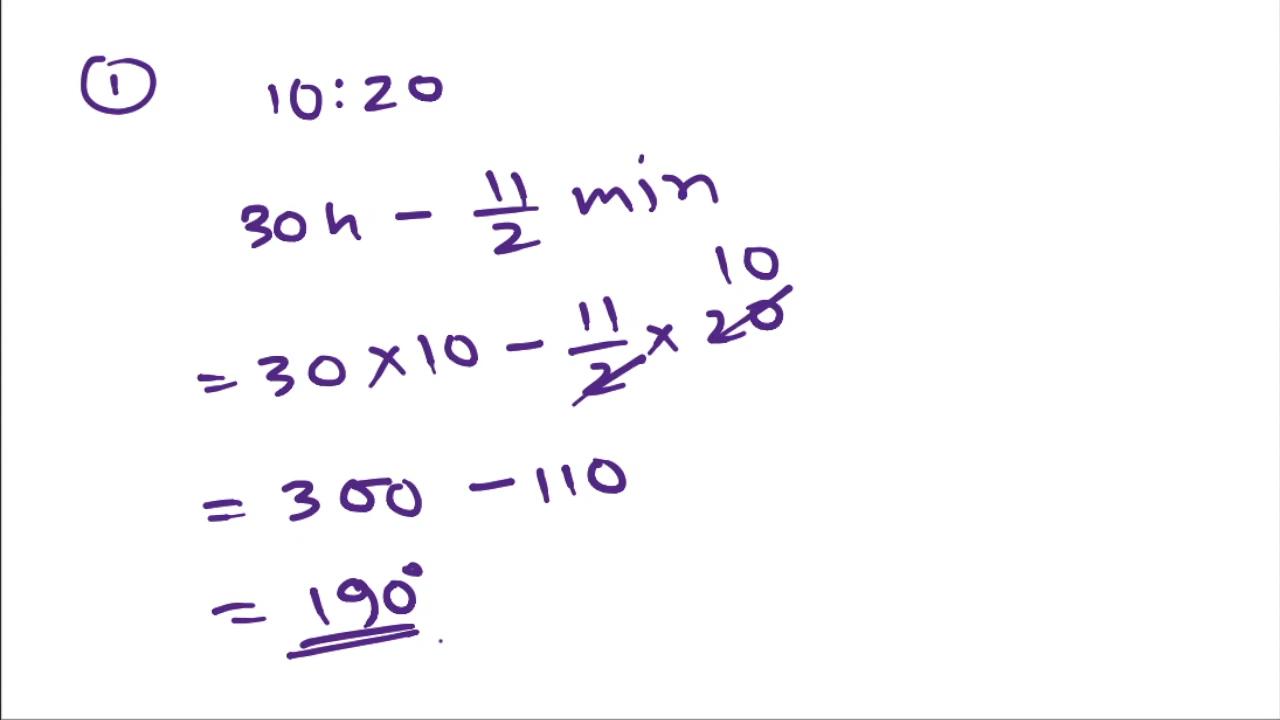 ① 10:20
30h - 11/2 min
= 30 × 10 - 11/2 × 20 10
= 300 - 110
= 190°